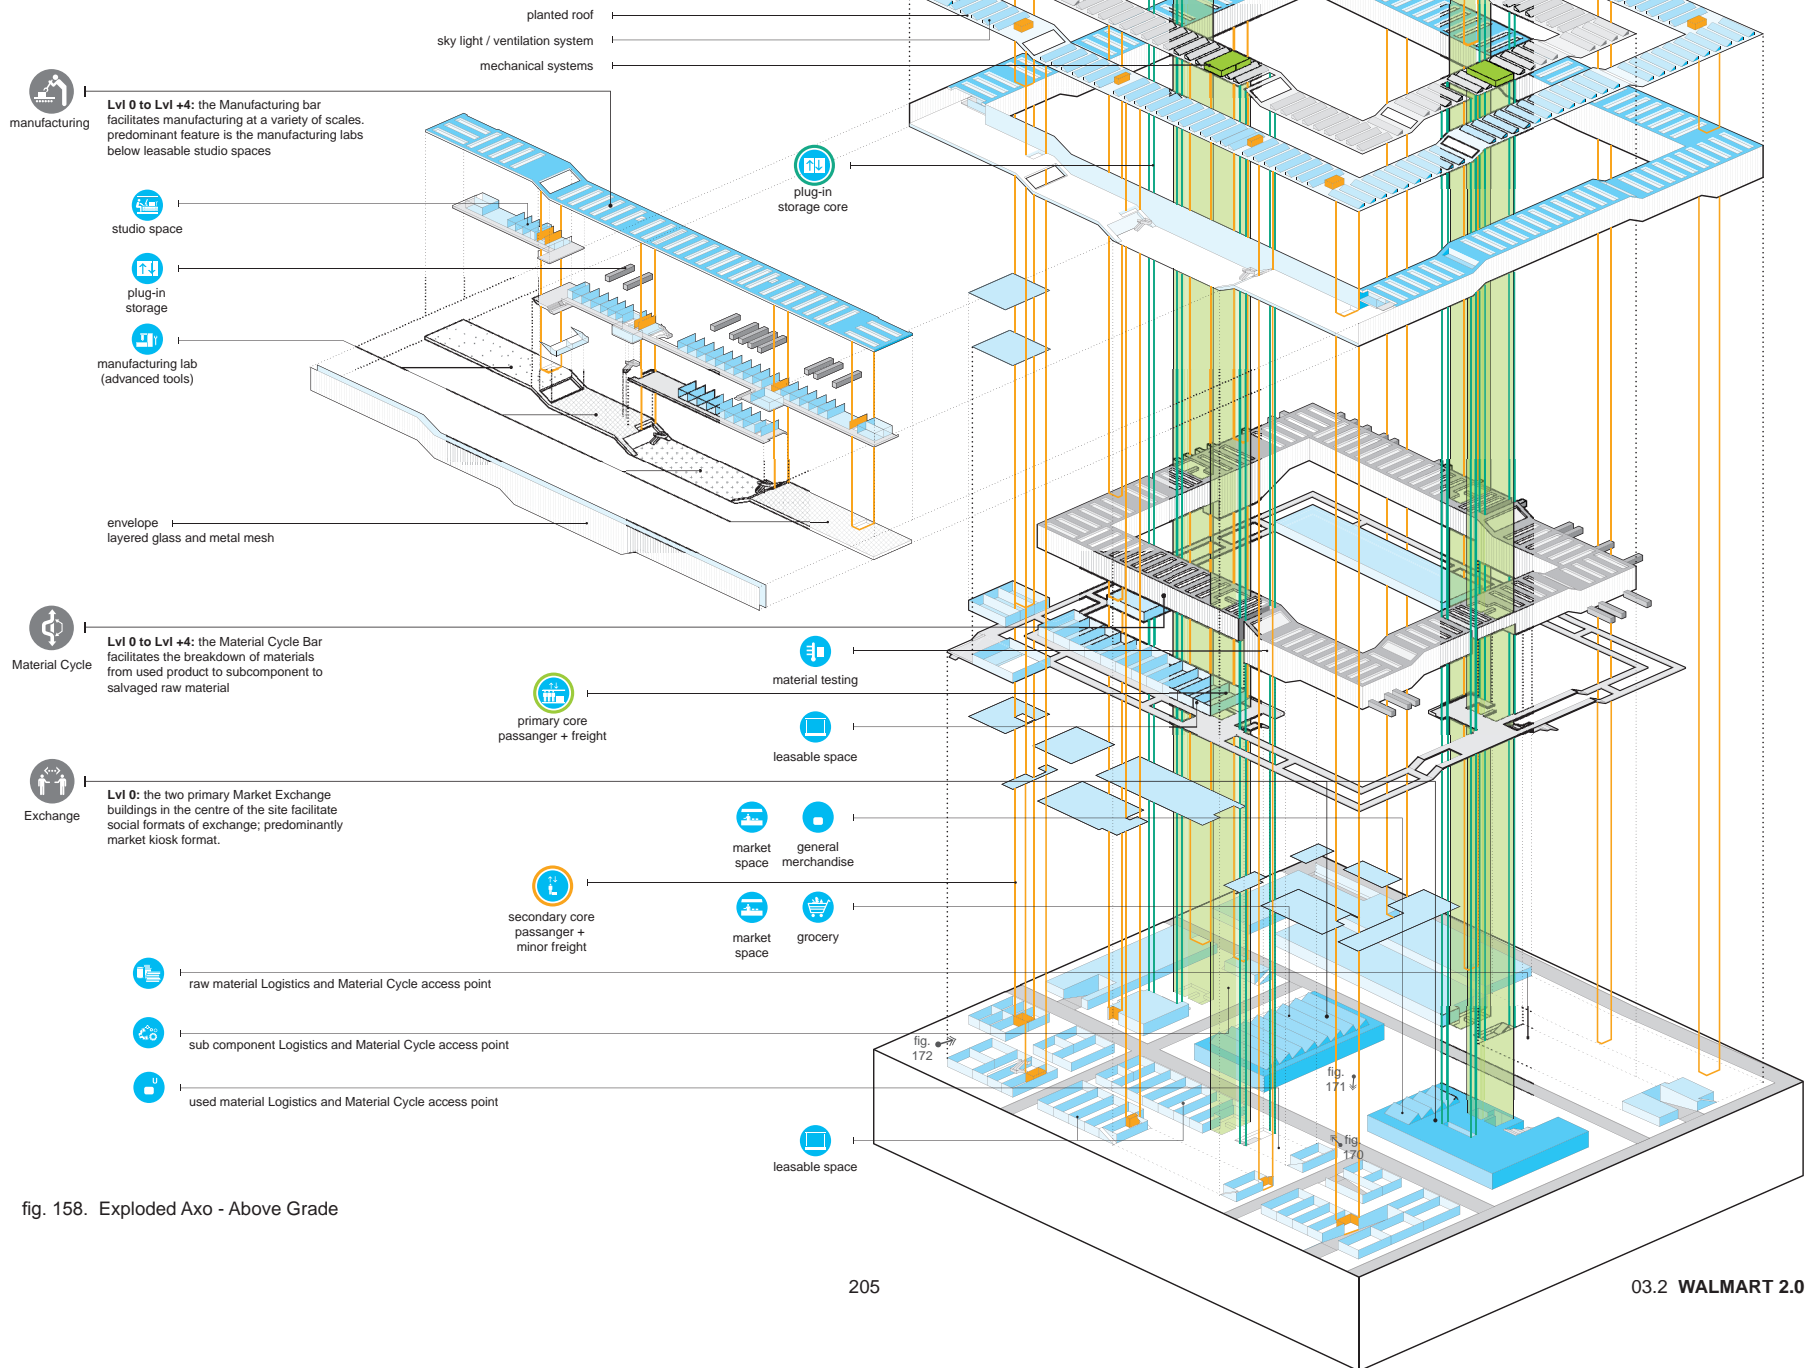 planted roof
sky light / ventilation system
mechanical systems
manufacturing
Lvl 0 to Lvl +4: the Manufacturing bar
facilitates manufacturing at a variety of scales.
predominant feature is the manufacturing labs
below leasable studio spaces
studio space
plug-in
storage
manufacturing lab
(advanced tools)
plug-in
storage core
envelope
layered glass and metal mesh
Material Cycle
Lvl 0 to Lvl +4: the Material Cycle Bar
facilitates the breakdown of materials
from used product to subcomponent to
salvaged raw material
material testing
primary core
passanger + freight
leasable space
Exchange
Lvl 0: the two primary Market Exchange
buildings in the centre of the site facilitate
social formats of exchange; predominantly
market kiosk format.
market
space
general
merchandise
secondary core
passanger +
minor freight
market
space
grocery
raw material Logistics and Material Cycle access point
sub component Logistics and Material Cycle access point
U
used material Logistics and Material Cycle access point
leasable space
fig.
172
fig.
171
fig.
170
fig. 158. Exploded Axo - Above Grade
205
03.2 WALMART 2.0